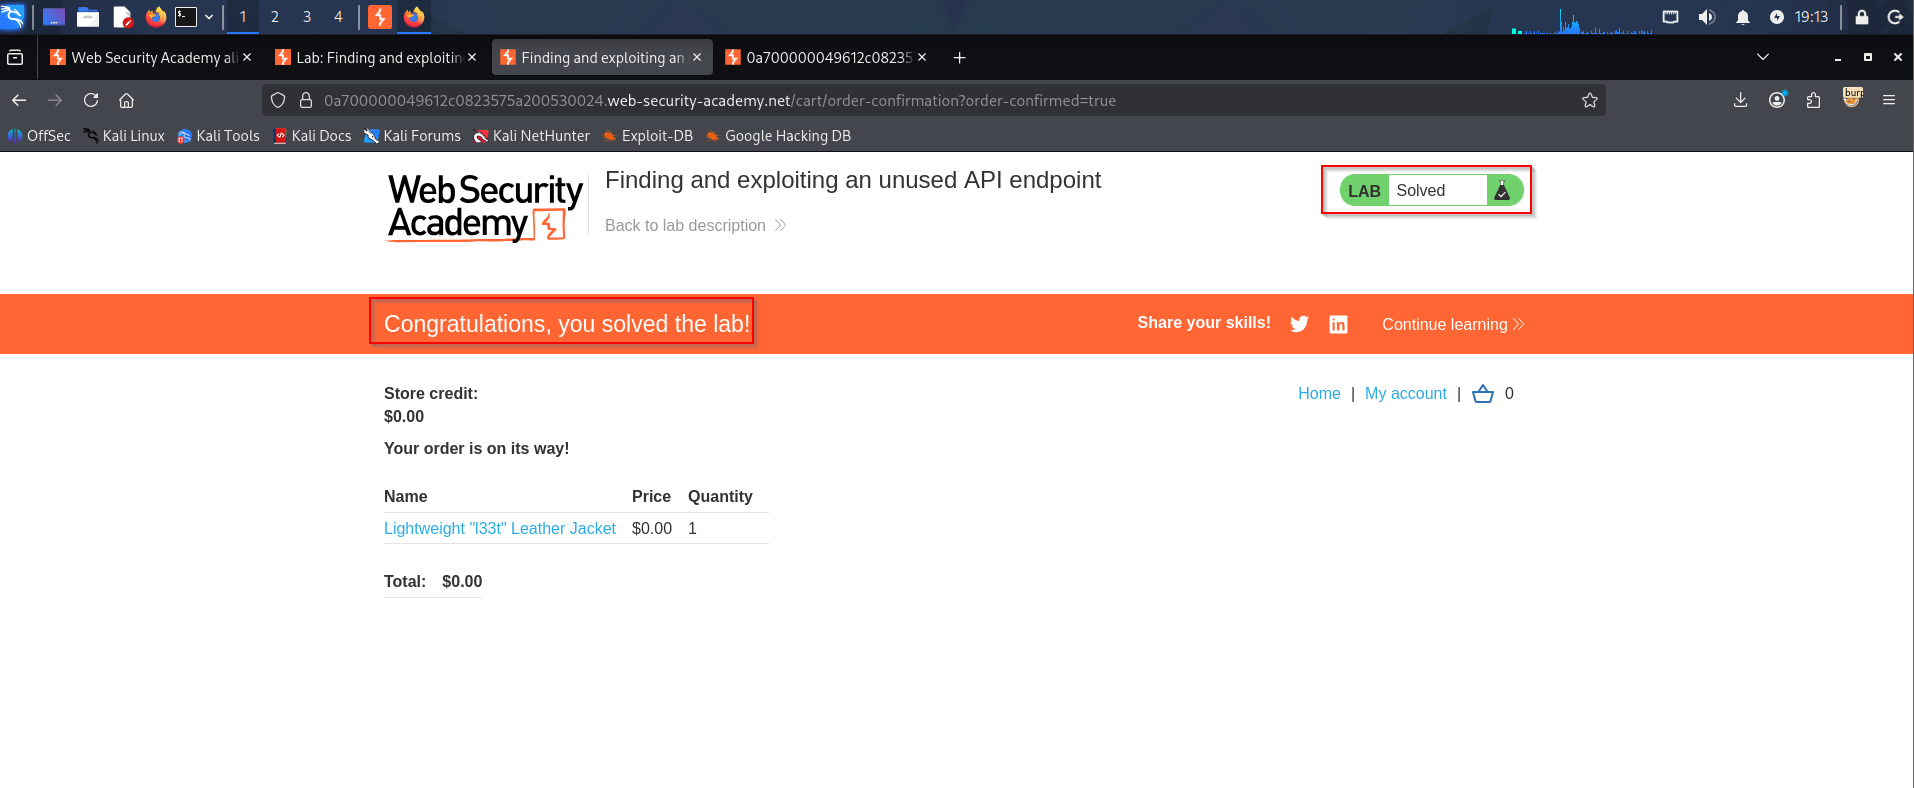 1 2 3 4 19:13
Web Security Academy all Lab: Finding and exploitin Finding and exploiting an 0a700000049612c08235
0a700000049612c0823575a200530024.web-security-academy.net/cart/order-confirmation?order-confirmed=true
OffSec Kali Linux Kali Tools Kali Docs Kali Forums Kali NetHunter Exploit-DB Google Hacking DB
Web Security
Academy
Finding and exploiting an unused API endpoint
Back to lab description
LAB Solved
Congratulations, you solved the lab!
Share your skills! Continue learning
Store credit:
$0.00
Home | My account | 0
Your order is on its way!
Name Price Quantity
Lightweight "l33t" Leather Jacket $0.00 1
Total: $0.00